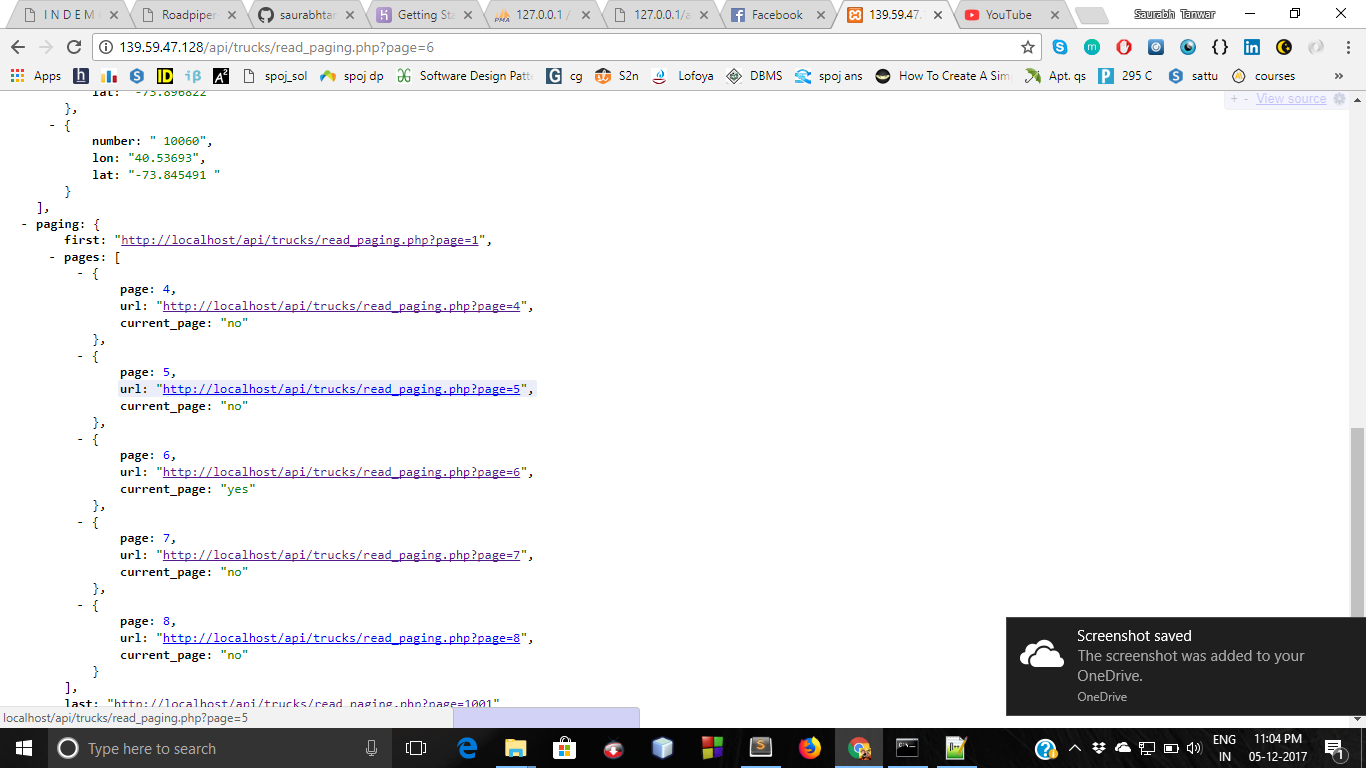 I N D E M
Roadpiper
saurabhtan
Getting Sta
127.0.0.1 /
127.0.0.1/a
Facebook
139.59.47.
YouTube
Saurabh Tanwar
139.59.47.128/api/trucks/read_paging.php?page=6
Apps
spoj_sol
spoj dp
Software Design Patt
cg
S2n
Lofoya
DBMS
spoj ans
How To Create A Sim
Apt. qs
295 C
sattu
courses
»
+ - View source
lat: "-73.896822"
},
- {
number: " 10060",
lon: "40.53693",
lat: "-73.845491 "
}
],
- paging: {
first: "http://localhost/api/trucks/read_paging.php?page=1",
- pages: [
- {
page: 4,
url: "http://localhost/api/trucks/read_paging.php?page=4",
current_page: "no"
},
- {
page: 5,
url: "http://localhost/api/trucks/read_paging.php?page=5",
current_page: "no"
},
- {
page: 6,
url: "http://localhost/api/trucks/read_paging.php?page=6",
current_page: "yes"
},
- {
page: 7,
url: "http://localhost/api/trucks/read_paging.php?page=7",
current_page: "no"
},
- {
page: 8,
url: "http://localhost/api/trucks/read_paging.php?page=8",
current_page: "no"
}
],
last: "http://localhost/api/trucks/read_paging.php?page=1001"
localhost/api/trucks/read_paging.php?page=5
Screenshot saved
The screenshot was added to your
OneDrive.
OneDrive
Type here to search
ENG
IN
11:04 PM
05-12-2017
1